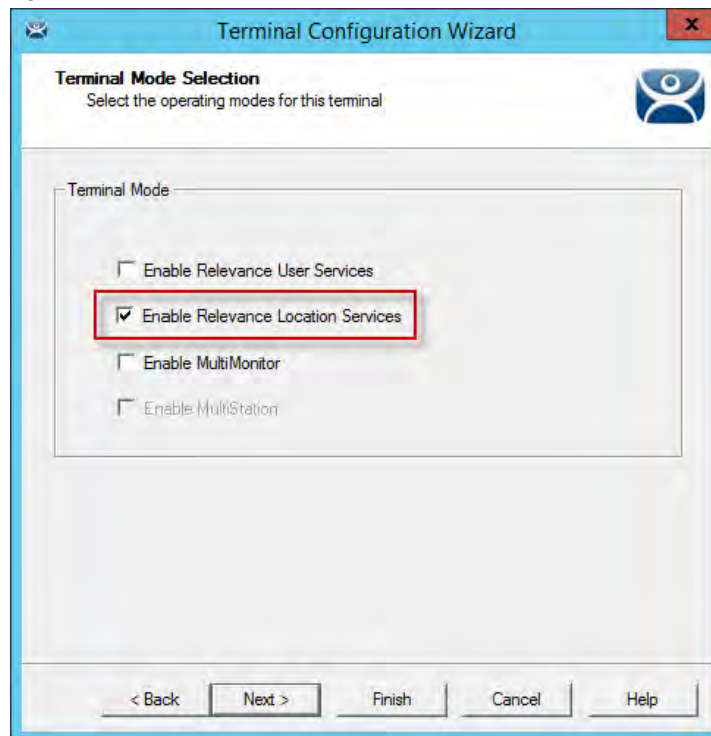 Terminal Configuration Wizard
x
Terminal Mode Selection
Select the operating modes for this terminal
Terminal Mode
Enable Relevance User Services
Enable Relevance Location Services
Enable MultiMonitor
Enable MultiStation
< Back Next > Finish Cancel Help